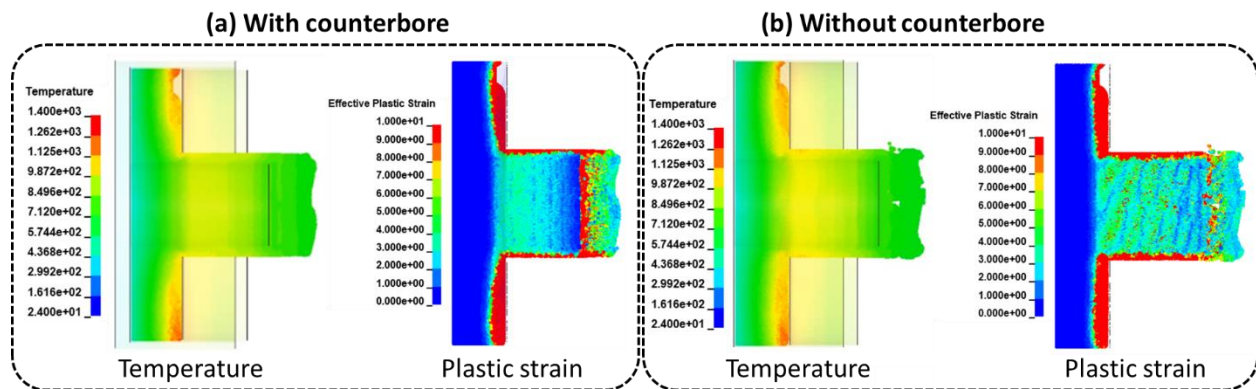 (a) With counterbore
(b) Without counterbore
Temperature
1.400e+03
1.262e+03
1.125e+03
9.872e+02
8.496e+02
7.120e+02
5.744e+02
4.368e+02
2.992e+02
1.616e+02
2.400e+01
Effective Plastic Strain
1.000e+01
9.000e+00
8.000e+00
7.000e+00
6.000e+00
5.000e+00
4.000e+00
3.000e+00
2.000e+00
1.000e+00
0.000e+00
Temperature
Plastic strain
Temperature
1.400e+03
1.262e+03
1.125e+03
9.872e+02
8.496e+02
7.120e+02
5.744e+02
4.368e+02
2.992e+02
1.616e+02
2.400e+01
Effective Plastic Strain
1.000e+01
9.000e+00
8.000e+00
7.000e+00
6.000e+00
5.000e+00
4.000e+00
3.000e+00
2.000e+00
1.000e+00
0.000e+00
Temperature
Plastic strain